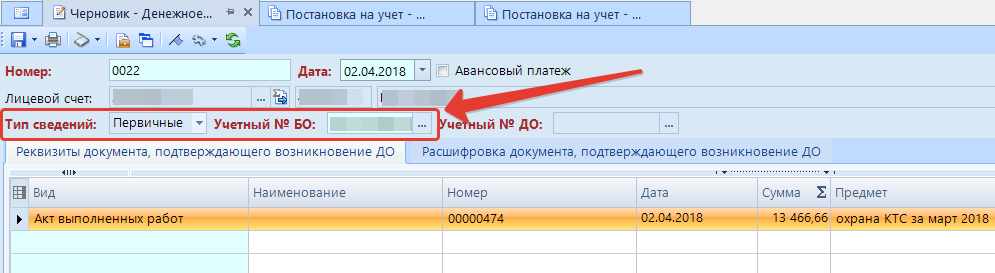 Черновик - Денежное... Постановка на учет - ... Постановка на учет - ...
Номер: 0022 Дата: 02.04.2018 Авансовый платеж
Лицевой счет: ... ...
Тип сведений: Первичные Учетный № БО: ... Учетный № ДО: ...
Реквизиты документа, подтверждающего возникновение ДО Расшифровка документа, подтверждающего возникновение ДО
Вид Наименование Номер Дата Сумма Σ Предмет
Акт выполненных работ 00000474 02.04.2018 13 466,66 охрана КТС за март 2018